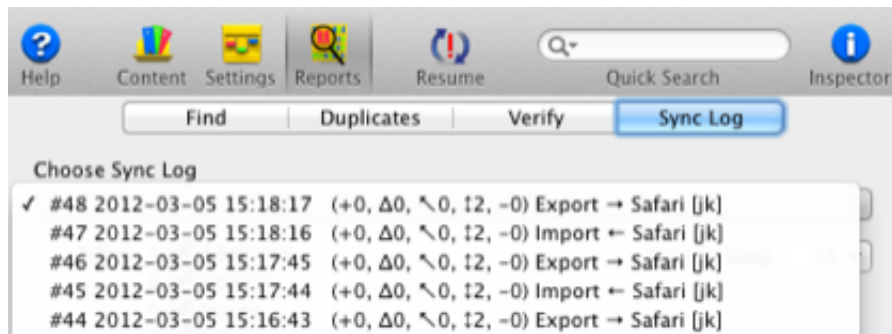 Help Content Settings Reports Resume Quick Search Inspector
Find Duplicates Verify Sync Log
Choose Sync Log
✓ #48 2012-03-05 15:18:17 (+0, Δ0, ↖0, ↕2, -0) Export → Safari [jk]
#47 2012-03-05 15:18:16 (+0, Δ0, ↖0, ↕2, -0) Import ← Safari [jk]
#46 2012-03-05 15:17:45 (+0, Δ0, ↖0, ↕2, -0) Export → Safari [jk]
#45 2012-03-05 15:17:44 (+0, Δ0, ↖0, ↕2, -0) Import ← Safari [jk]
#44 2012-03-05 15:16:43 (+0, Δ0, ↖0, ↕2, -0) Export → Safari [jk]